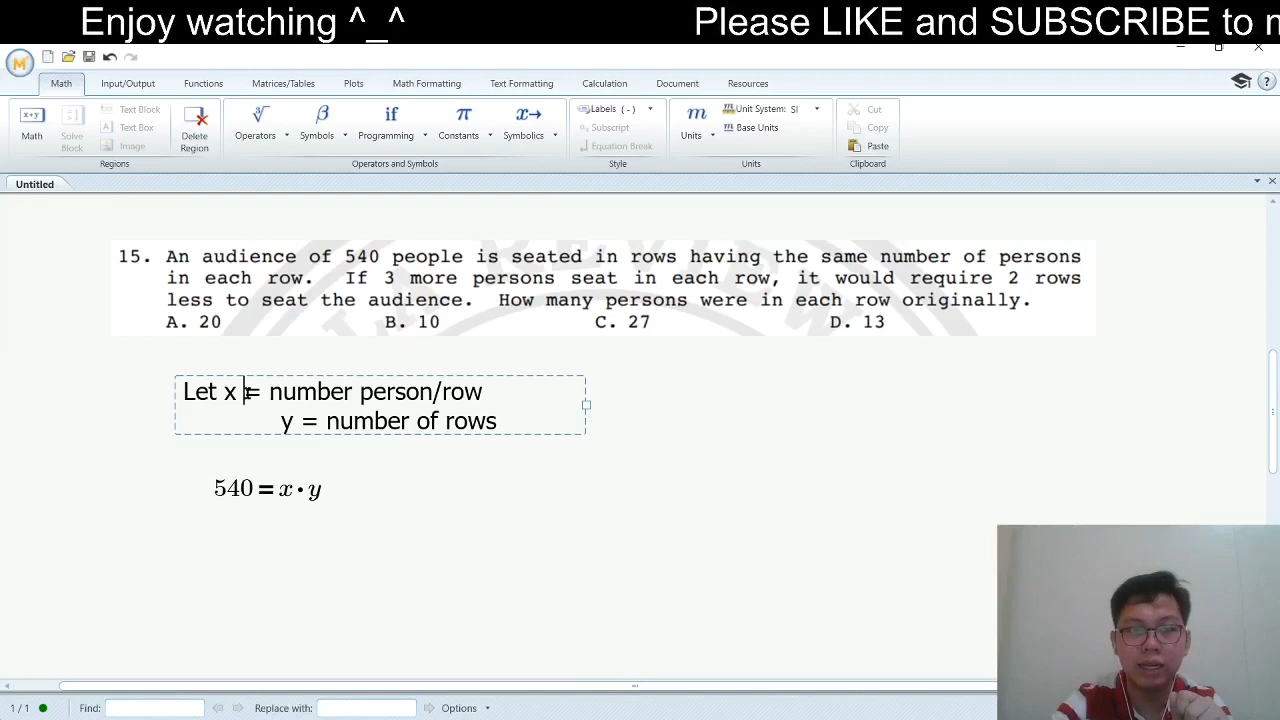 Enjoy watching ^_^
Please LIKE and SUBSCRIBE to
Math
Input/Output
Functions
Matrices/Tables
Plots
Math Formatting
Text Formatting
Calculation
Document
Resources
Math
Solve Block
Text Block
Text Box
Image
Delete Region
Operators
Symbols
Programming
Constants
Symbolics
Labels (-)
Subscript
Equation Break
Units
Unit System: SI
Base Units
Cut
Copy
Paste
Regions
Operators and Symbols
Style
Units
Clipboard
Untitled
15. An audience of 540 people is seated in rows having the same number of persons
in each row. If 3 more persons seat in each row, it would require 2 rows
less to seat the audience. How many persons were in each row originally.
A. 20 B. 10 C. 27 D. 13
Let x = number person/row
y = number of rows
540 = x · y
1 / 1
Find:
Replace with:
Options